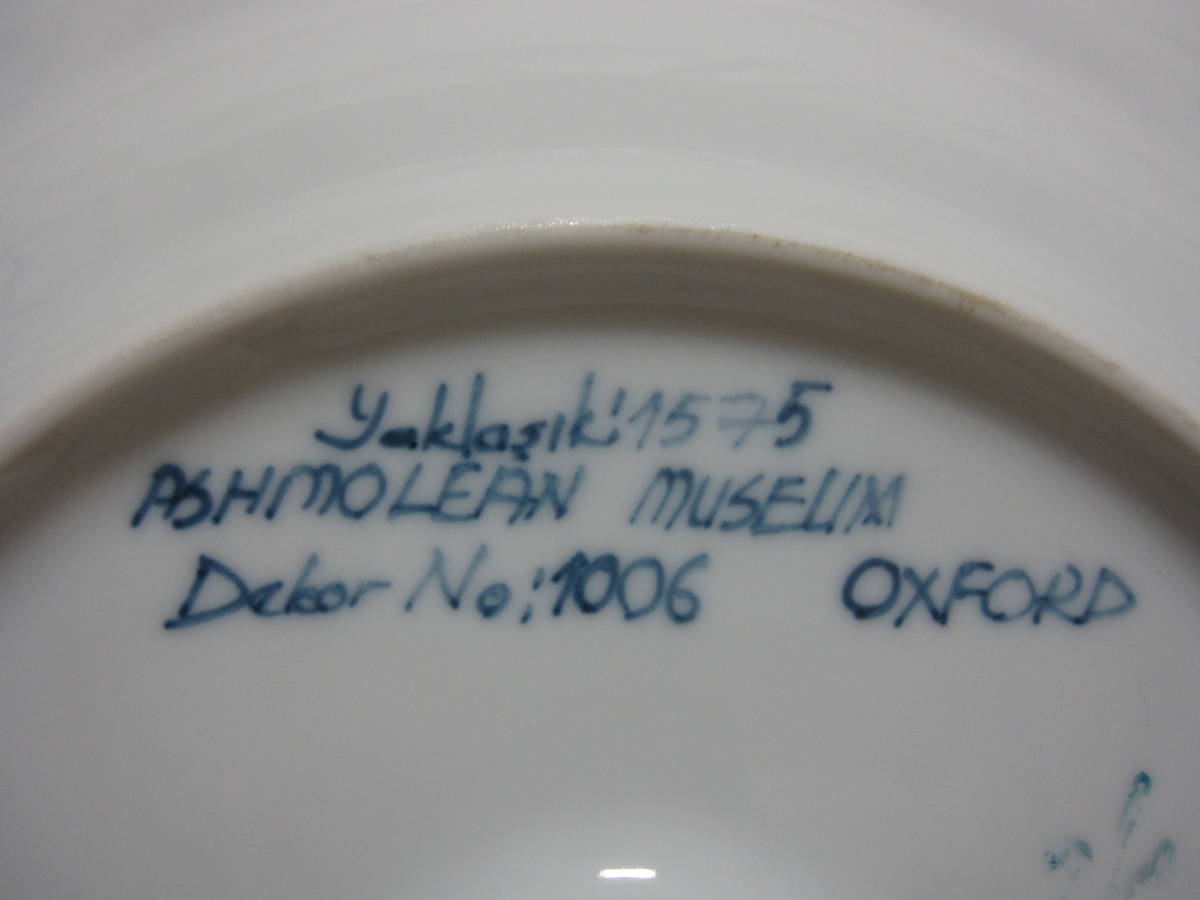 Yaklaşık: 1575
ASHMOLEAN MUSEUM
Dekor No: 1006 OXFORD